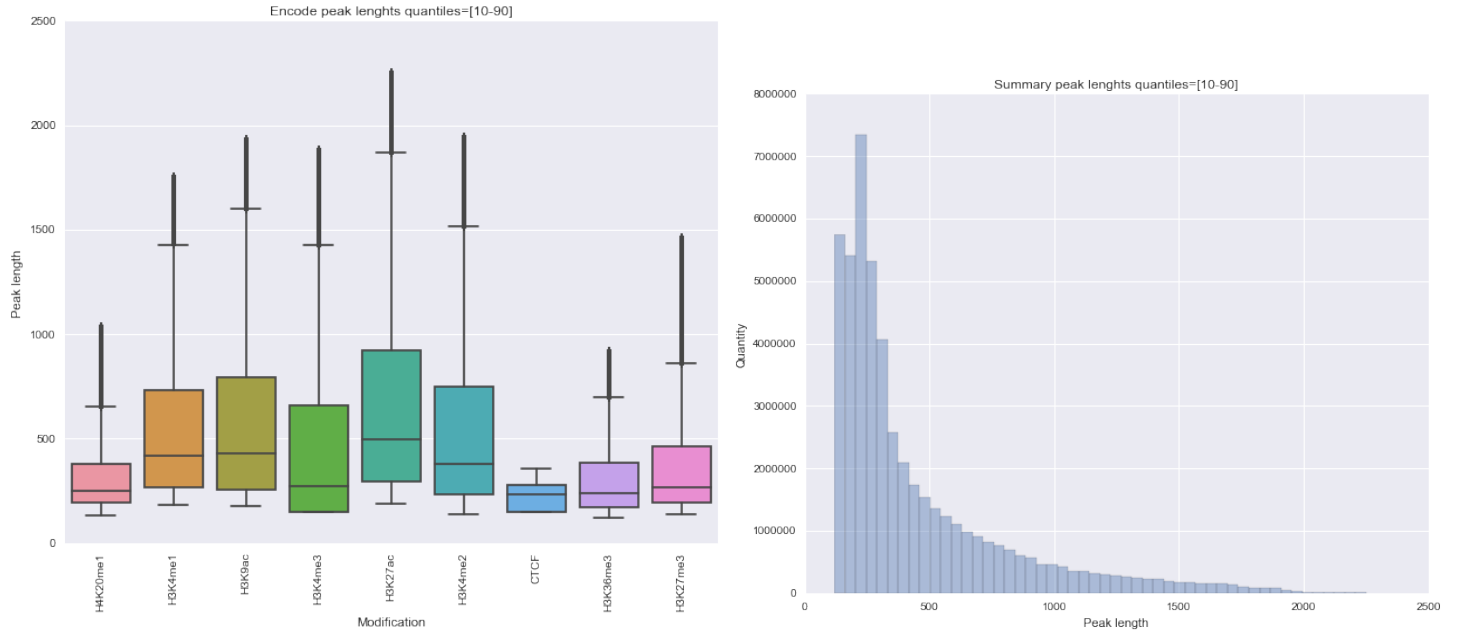 Encode peak lenghts quantiles=[10-90]
2500
2000
1500
1000
500
0
Peak length
H4K20me1
H3K4me1
H3K9ac
H3K4me3
H3K27ac
H3K4me2
CTCF
H3K36me3
H3K27me3
Modification
Summary peak lenghts quantiles=[10-90]
8000000
7000000
6000000
5000000
4000000
3000000
2000000
1000000
0
Quantity
0 500 1000 1500 2000 2500
Peak length